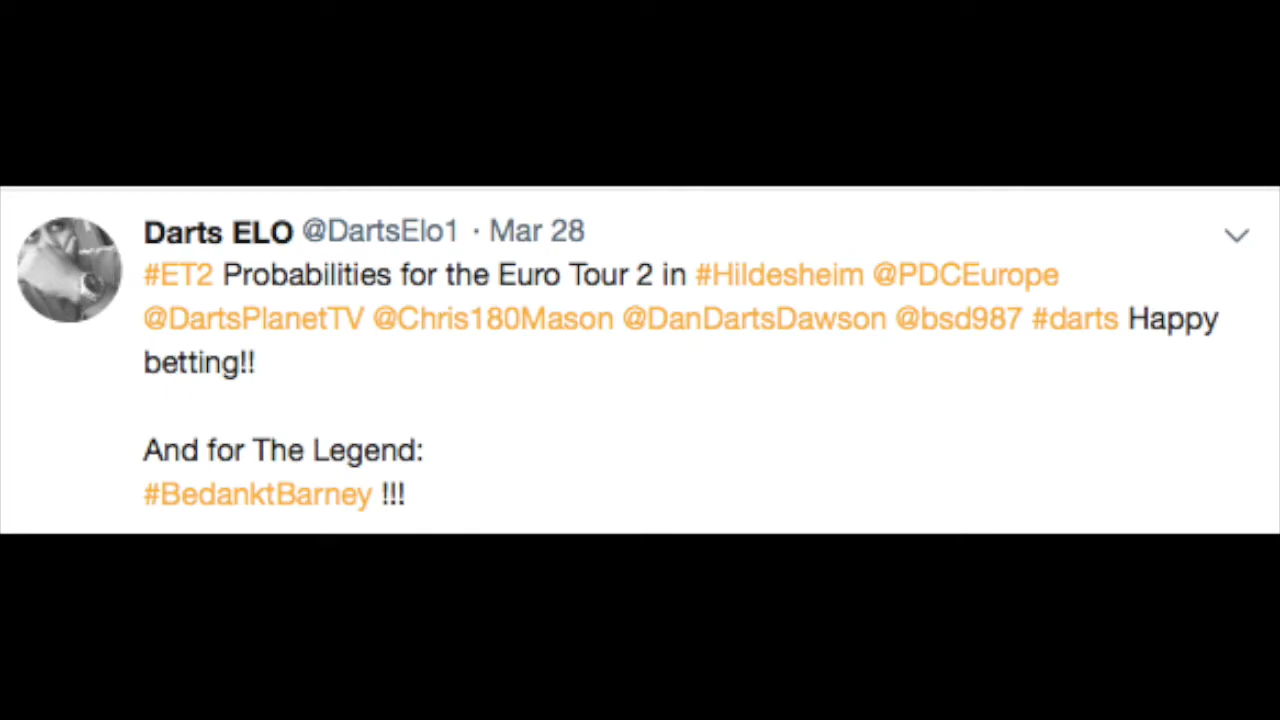 Darts ELO @DartsElo1 · Mar 28
#ET2 Probabilities for the Euro Tour 2 in #Hildesheim @PDCEurope
@DartsPlanetTV @Chris180Mason @DanDartsDawson @bsd987 #darts Happy
betting!!
And for The Legend:
#BedanktBarney !!!